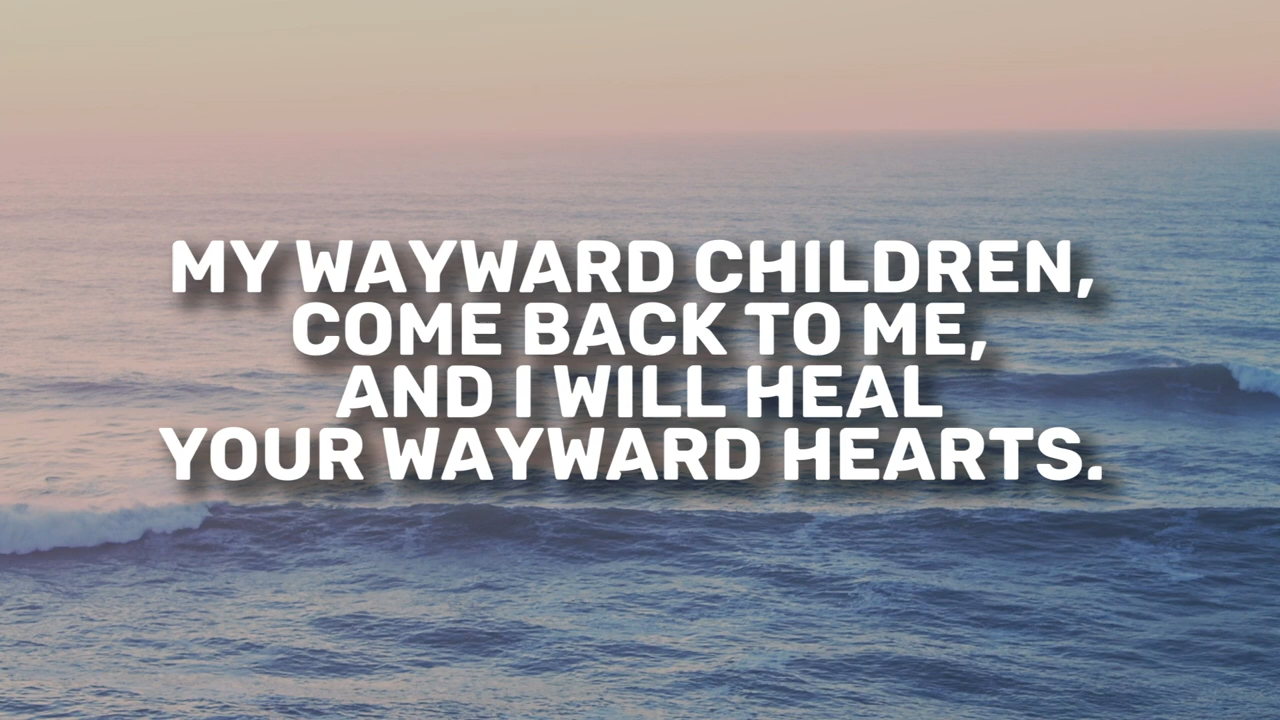 MY WAYWARD CHILDREN,
COME BACK TO ME,
AND I WILL HEAL
YOUR WAYWARD HEARTS.